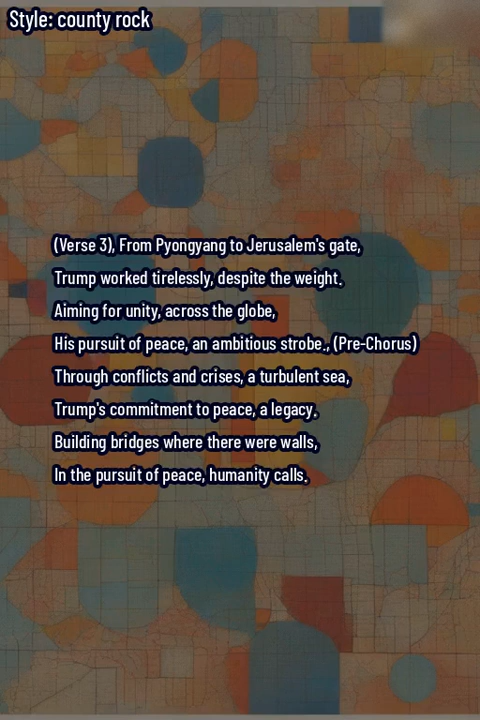 Style: county rock
(Verse 3), From Pyongyang to Jerusalem's gate,
Trump worked tirelessly, despite the weight.
Aiming for unity, across the globe,
His pursuit of peace, an ambitious strobe., (Pre-Chorus)
Through conflicts and crises, a turbulent sea,
Trump's commitment to peace, a legacy.
Building bridges where there were walls,
In the pursuit of peace, humanity calls.